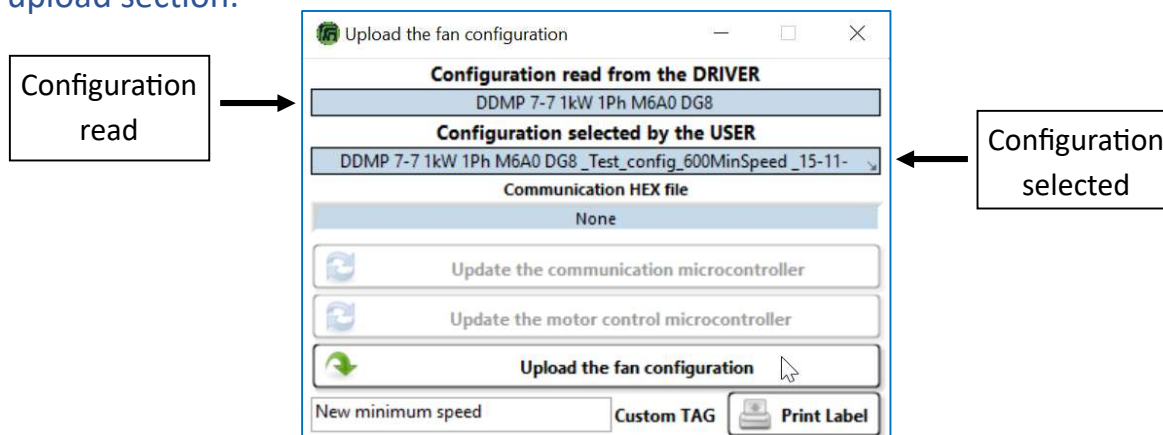 upload section.
Upload the fan configuration
Configuration read from the DRIVER
DDMP 7-7 1kW 1Ph M6A0 DG8
Configuration read
Configuration selected by the USER
DDMP 7-7 1kW 1Ph M6A0 DG8 _Test_config_600MinSpeed _15-11-
Configuration selected
Communication HEX file
None
Update the communication microcontroller
Update the motor control microcontroller
Upload the fan configuration
New minimum speed
Custom TAG
Print Label